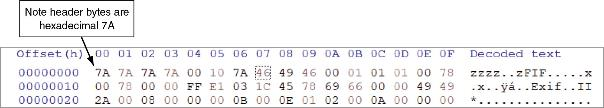 Note header bytes are
hexadecimal 7A
Offset(h) 00 01 02 03 04 05 06 07 08 09 0A 0B 0C 0D 0E 0F Decoded text
00000000 7A 7A 7A 7A 00 10 7A 46 49 46 00 01 01 01 00 78 zzzz..zFIF.....x
00000010 00 78 00 00 FF E1 03 1C 45 78 69 66 00 00 49 49 .x..ÿá..Exif..II
00000020 2A 00 08 00 00 00 0B 00 0E 01 02 00 0A 00 00 00 *...............